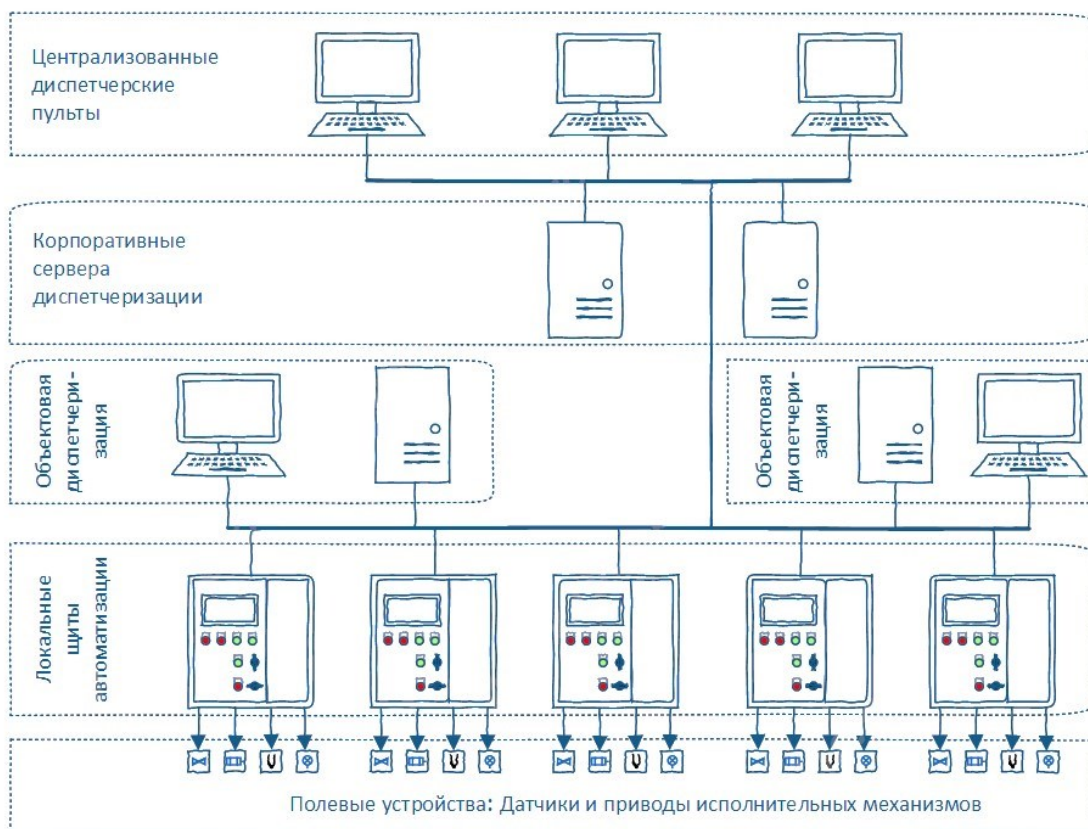 Централизованные
диспетчерские
пульты
Корпоративные
сервера
диспетчеризации
Объектовая
диспетчери-
зация
Объектовая
диспетчери-
зация
Локальные
щиты
автоматизации
Полевые устройства: Датчики и приводы исполнительных механизмов